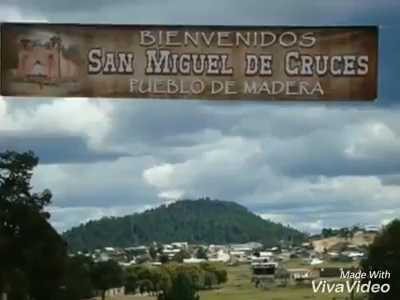 BIENVENIDOS
SAN MIGUEL DE CRUCES
PUEBLO DE MADERA
Made With
VivaVideo